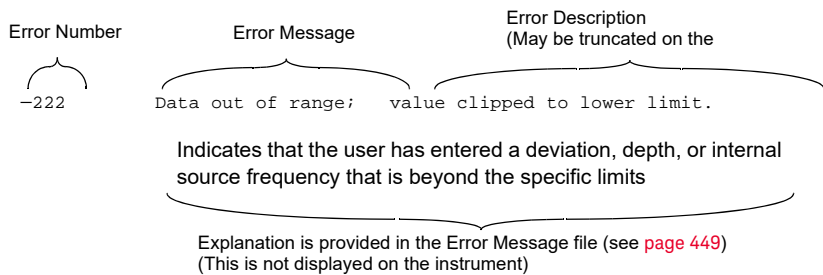 Error Number
Error Message
Error Description
(May be truncated on the
−222 Data out of range; value clipped to lower limit.
Indicates that the user has entered a deviation, depth, or internal
source frequency that is beyond the specific limits
Explanation is provided in the Error Message file (see page 449)
(This is not displayed on the instrument)